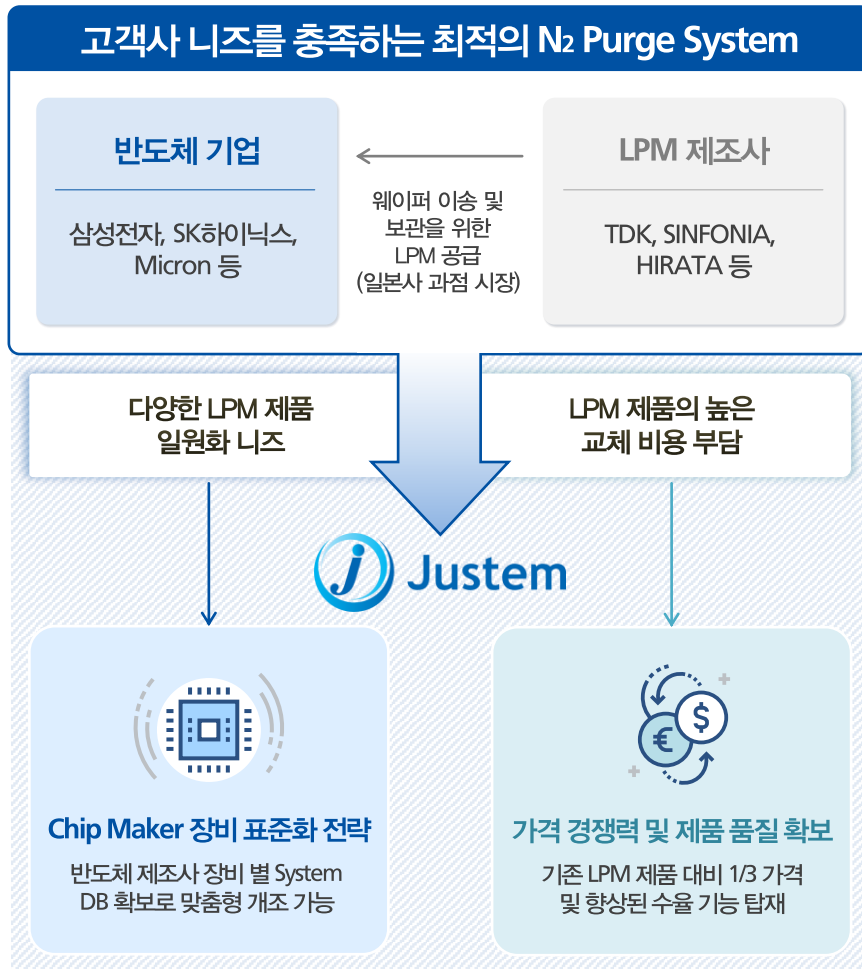 고객사 니즈를 충족하는 최적의 N₂ Purge System
반도체 기업
삼성전자, SK하이닉스,
Micron 등
웨이퍼 이송 및
보관을 위한
LPM 공급
(일본사 과점 시장)
LPM 제조사
TDK, SINFONIA,
HIRATA 등
다양한 LPM 제품
일원화 니즈
LPM 제품의 높은
교체 비용 부담
j Justem
Chip Maker 장비 표준화 전략
반도체 제조사 장비 별 System
DB 확보로 맞춤형 개조 가능
€ $
가격 경쟁력 및 제품 품질 확보
기존 LPM 제품 대비 1/3 가격
및 향상된 수율 기능 탑재